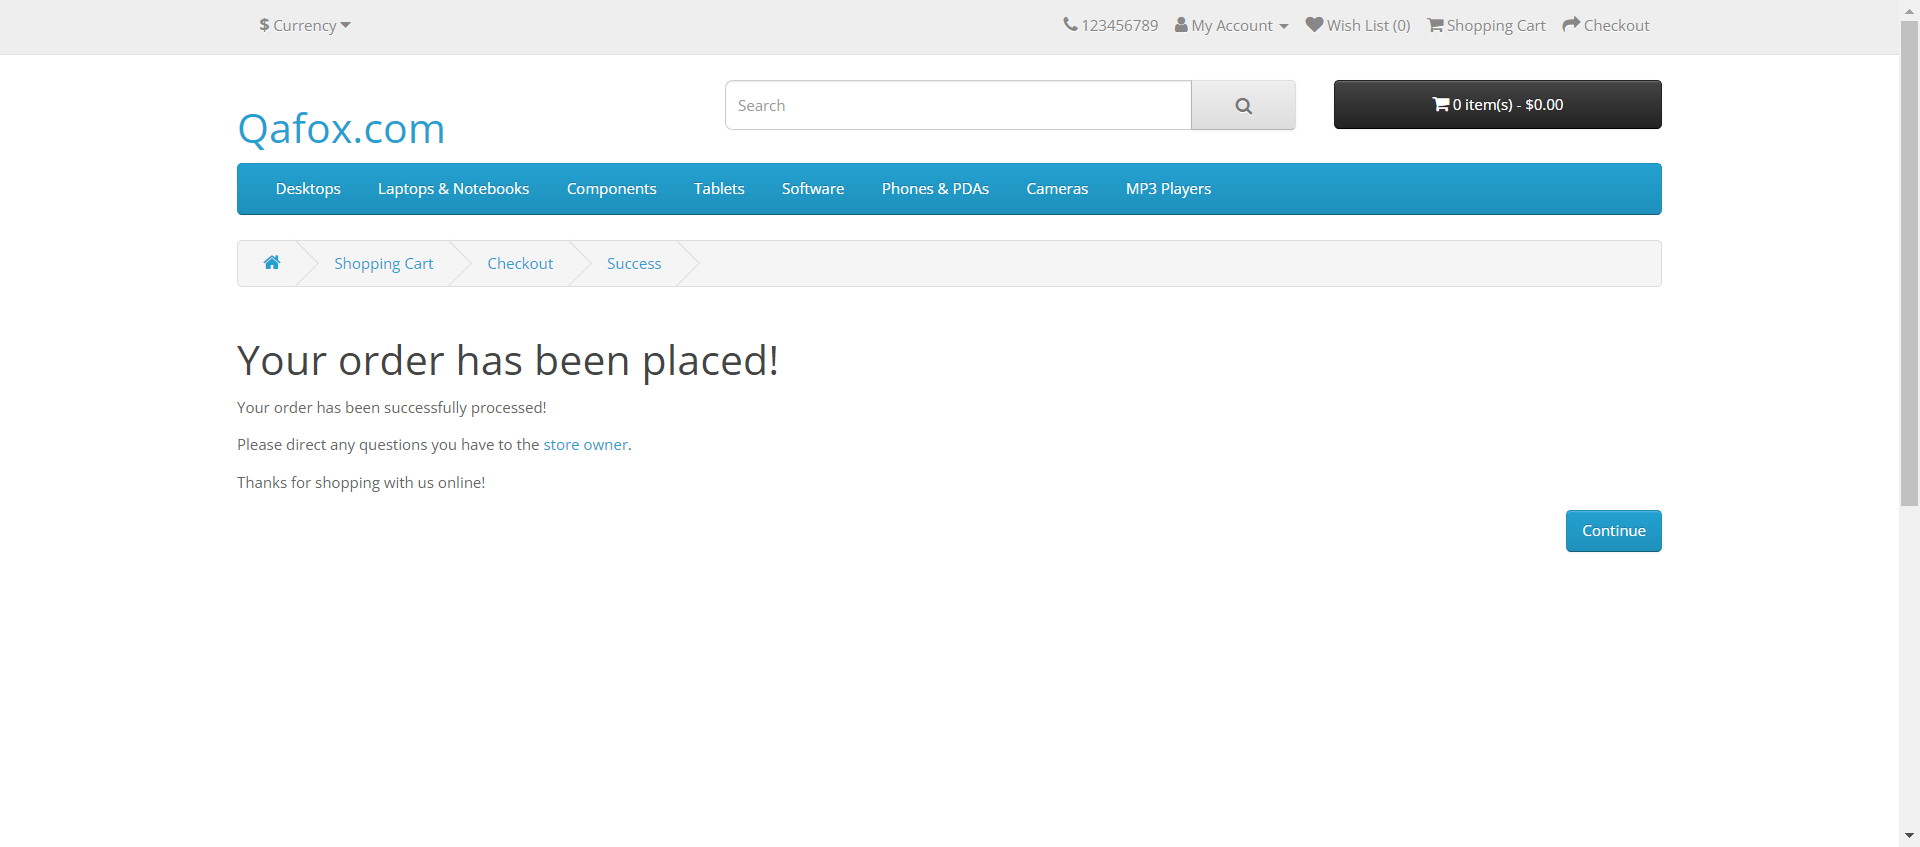 $ Currency
123456789 My Account Wish List (0) Shopping Cart Checkout
Qafox.com
Search
0 item(s) - $0.00
Desktops Laptops & Notebooks Components Tablets Software Phones & PDAs Cameras MP3 Players
Shopping Cart Checkout Success
Your order has been placed!
Your order has been successfully processed!
Please direct any questions you have to the store owner.
Thanks for shopping with us online!
Continue